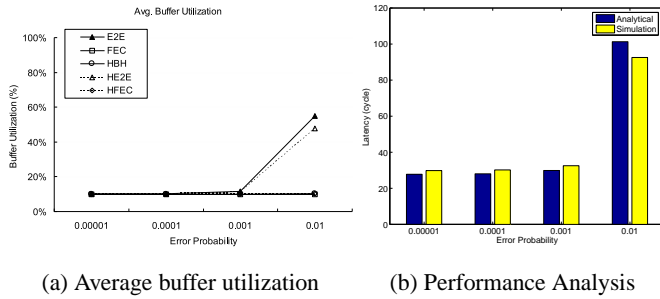 Avg. Buffer Utilization
E2E
FEC
HBH
HE2E
HFEC
100%
80%
60%
40%
20%
0%
Buffer Utilization (%)
0.00001 0.0001 0.001 0.01
Error Probability
(a) Average buffer utilization
Analytical
Simulation
120
100
80
60
40
20
0
Latency (cycle)
0.00001 0.0001 0.001 0.01
Error Probability
(b) Performance Analysis